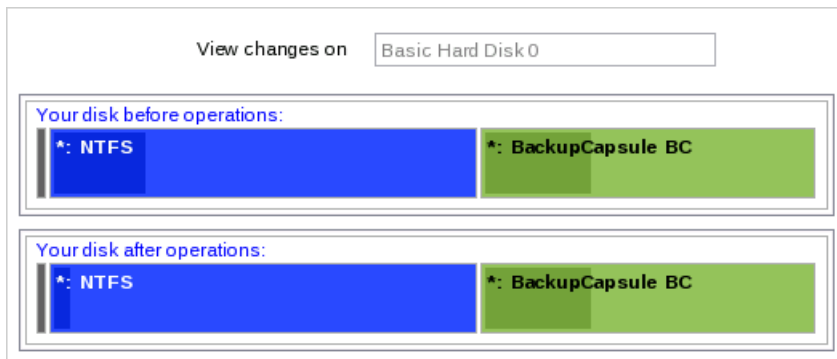 View changes on Basic Hard Disk 0
Your disk before operations:
*: NTFS *: BackupCapsule BC
Your disk after operations:
*: NTFS *: BackupCapsule BC